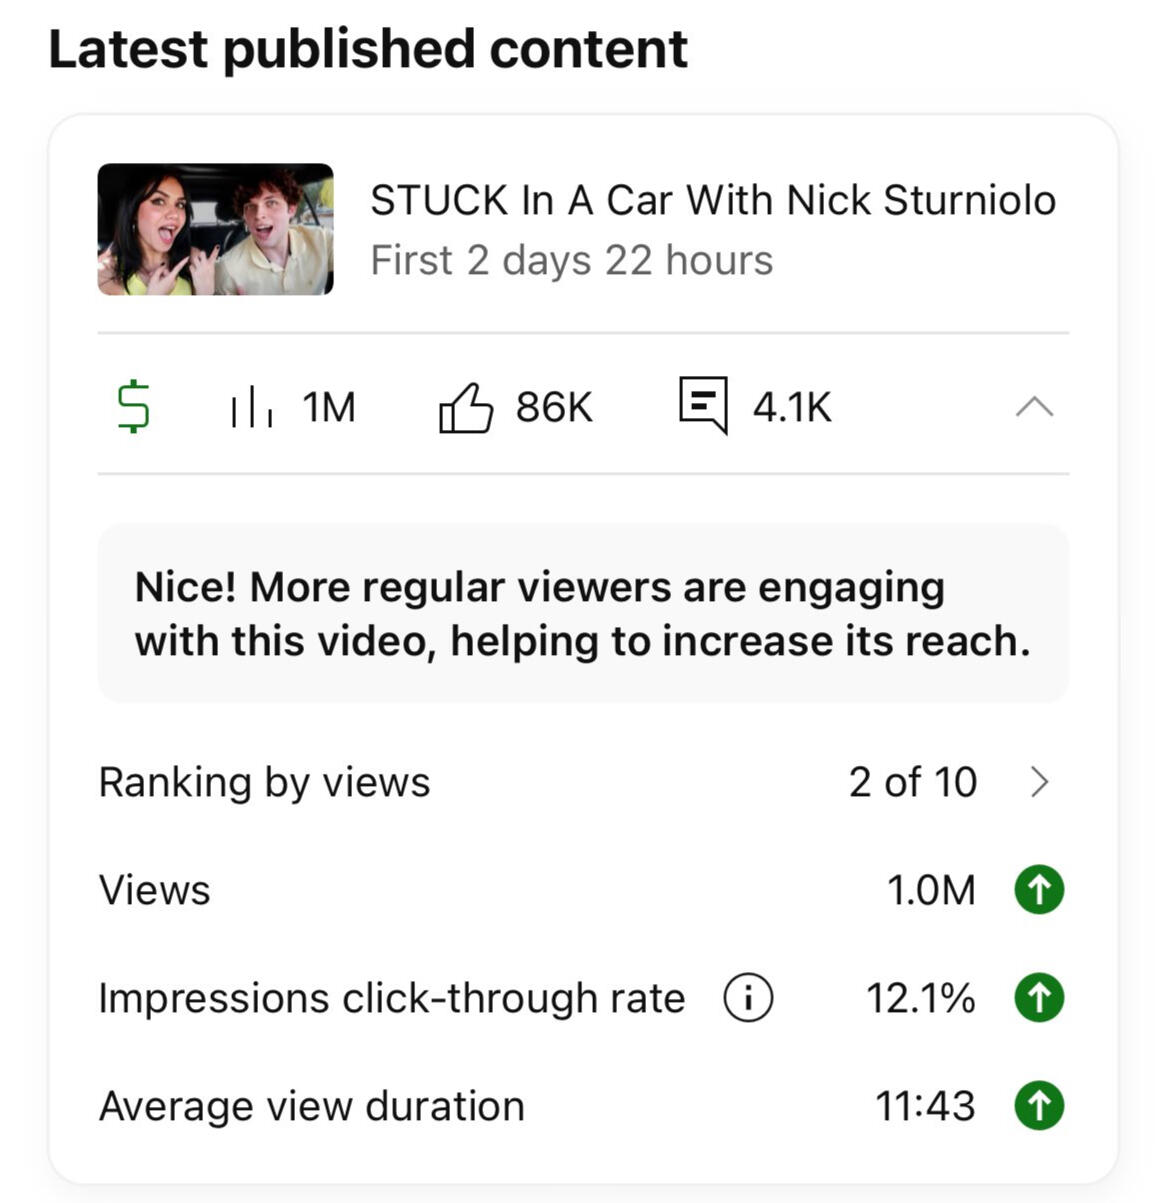 Latest published content
STUCK In A Car With Nick Sturniolo
First 2 days 22 hours
$ 1M 86K 4.1K
Nice! More regular viewers are engaging
with this video, helping to increase its reach.
Ranking by views 2 of 10
Views 1.0M
Impressions click-through rate 12.1%
Average view duration 11:43